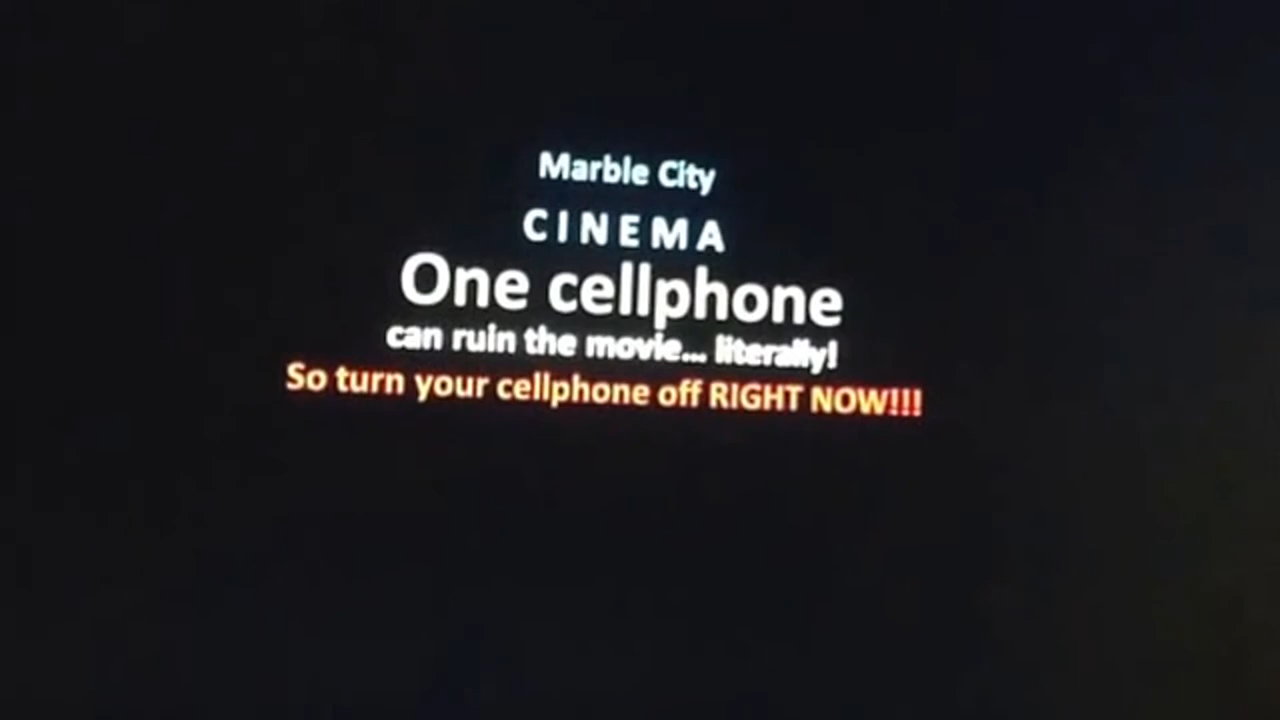 Marble City
CINEMA
One cellphone
can ruin the movie... literally!
So turn your cellphone off RIGHT NOW!!!